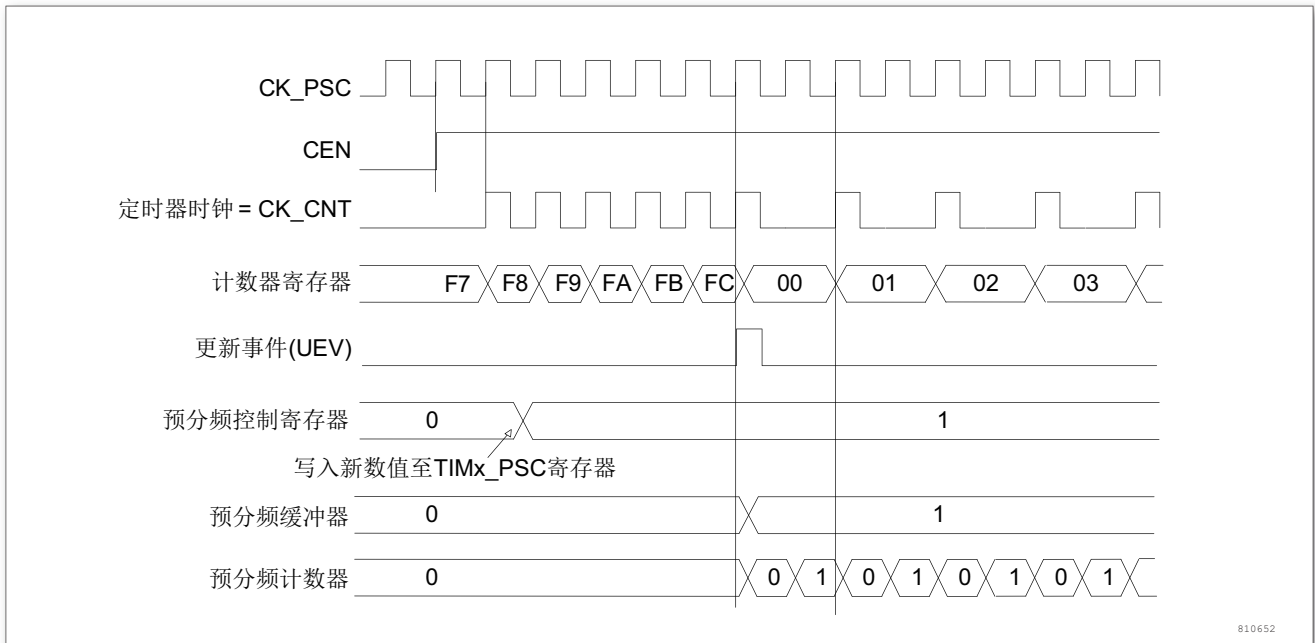 CK_PSC
CEN
定时器时钟 = CK_CNT
计数器寄存器 F7 F8 F9 FA FB FC 00 01 02 03
更新事件(UEV)
预分频控制寄存器 0 1
写入新数值至TIMx_PSC寄存器
预分频缓冲器 0 1
预分频计数器 0 0 1 0 1 0 1 0 1
810652